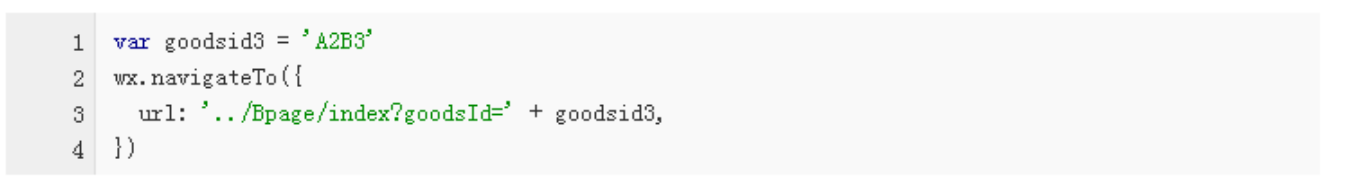 1 var goodsid3 = 'A2B3'
2 wx.navigateTo({
3   url: '../Bpage/index?goodsId=' + goodsid3,
4 })